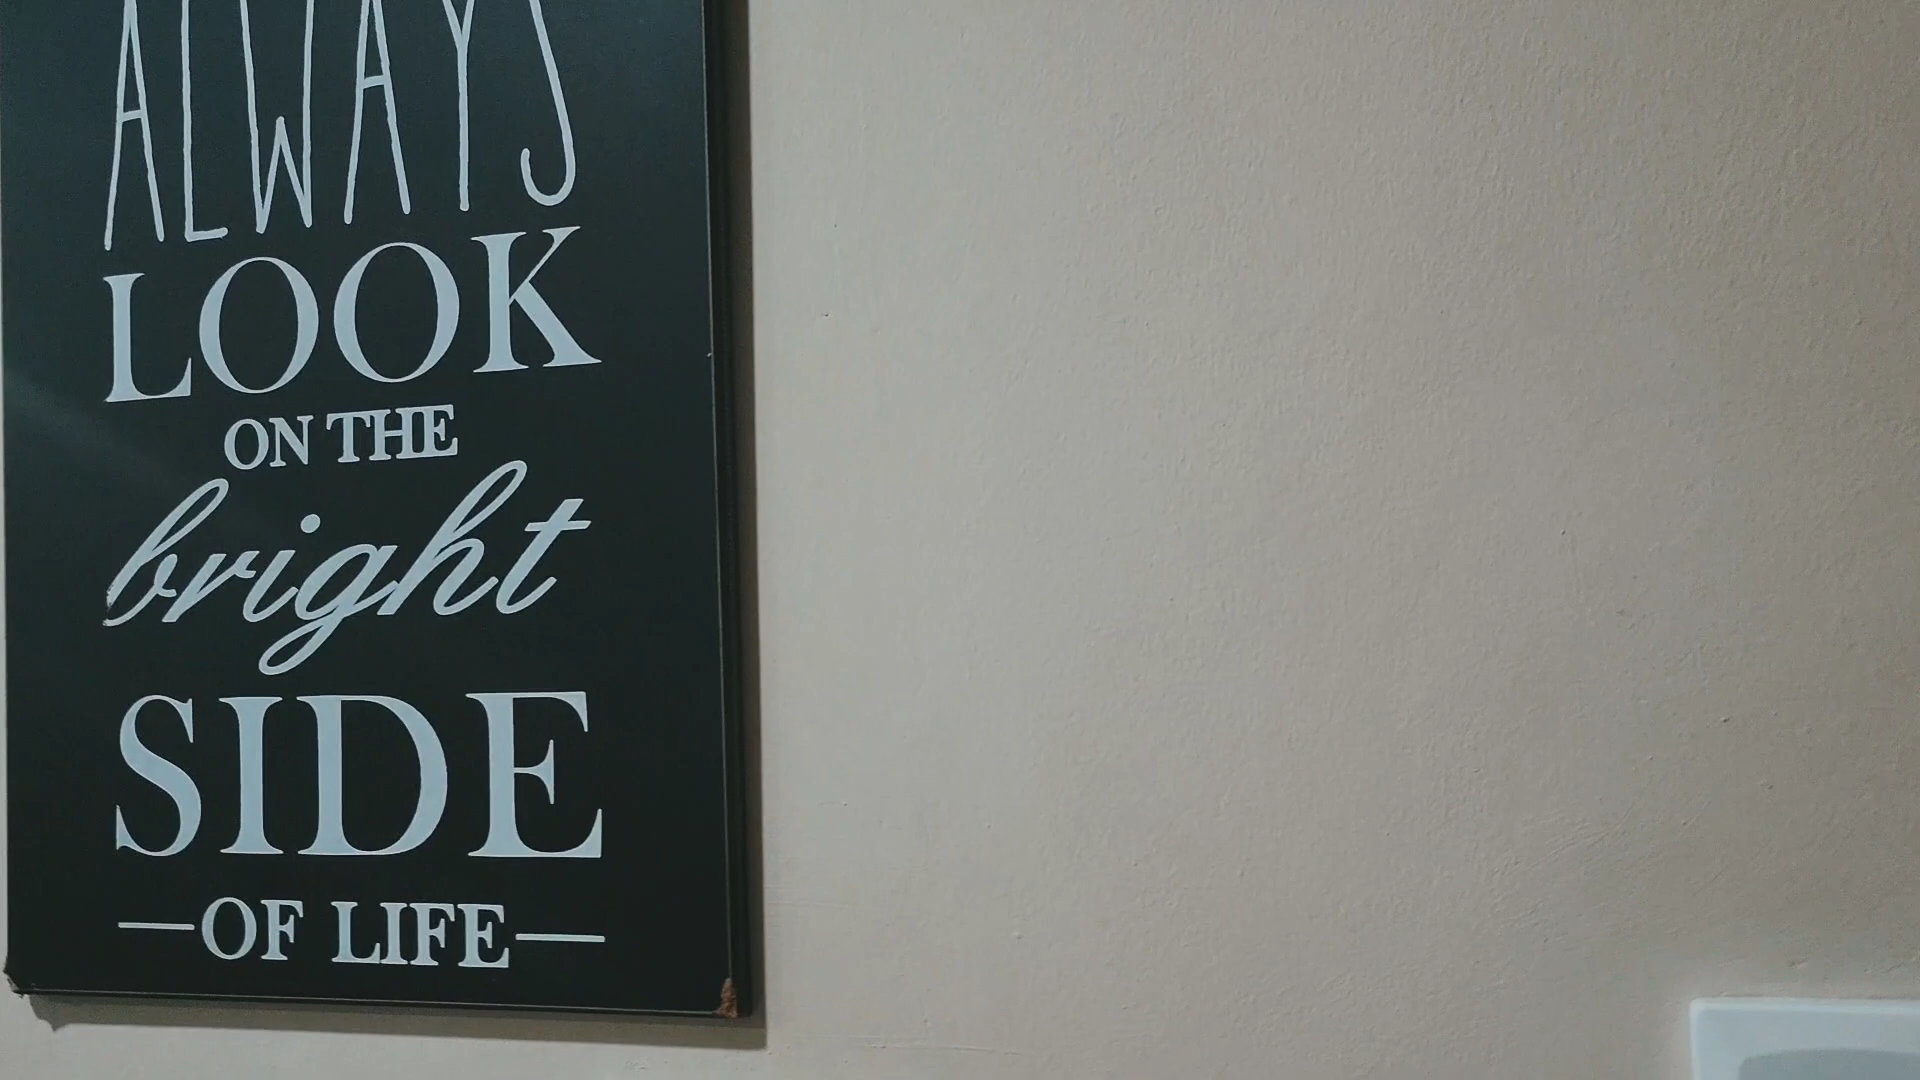 ALWAYS
LOOK
ON THE
bright
SIDE
—OF LIFE—